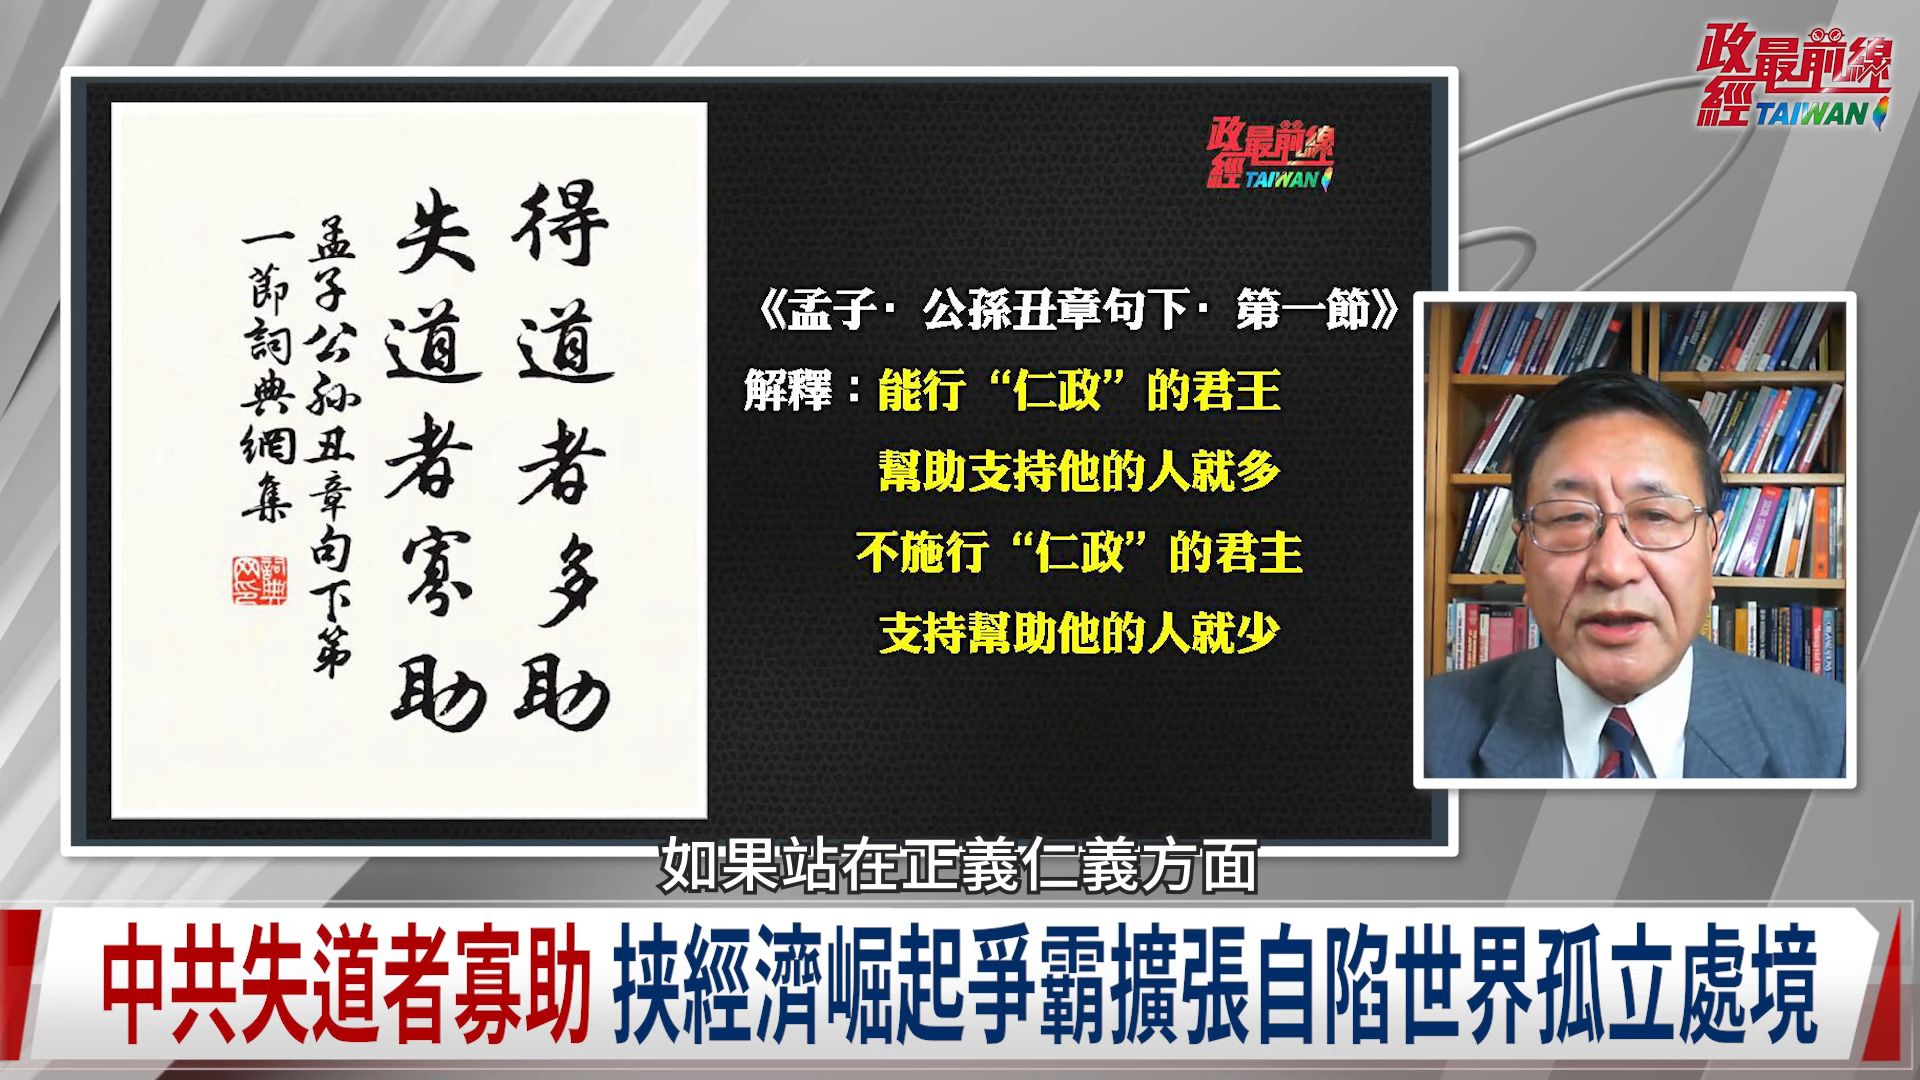 政經最前線
TAIWAN
得道者多助
失道者寡助
孟子公孫丑章句下第
一節詞典網集
政經最前線
TAIWAN
《孟子·公孫丑章句下·第一節》
解釋：能行“仁政”的君王
幫助支持他的人就多
不施行“仁政”的君主
支持幫助他的人就少
如果站在正義仁義方面
中共失道者寡助 挾經濟崛起爭霸擴張自陷世界孤立處境